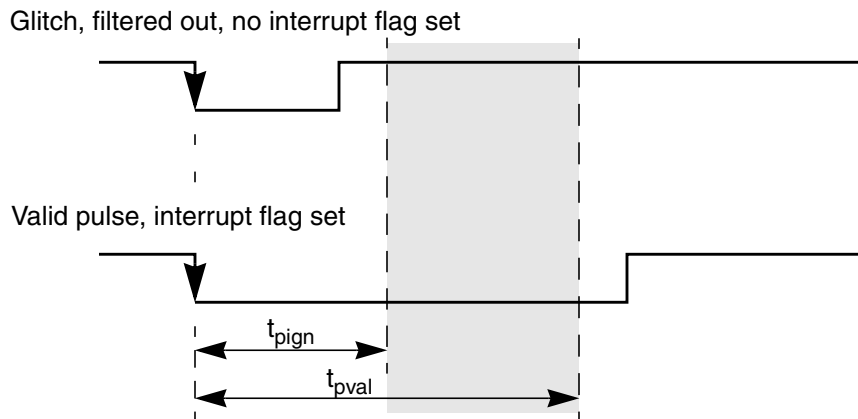 Glitch, filtered out, no interrupt flag set
Valid pulse, interrupt flag set
tpign
tpval